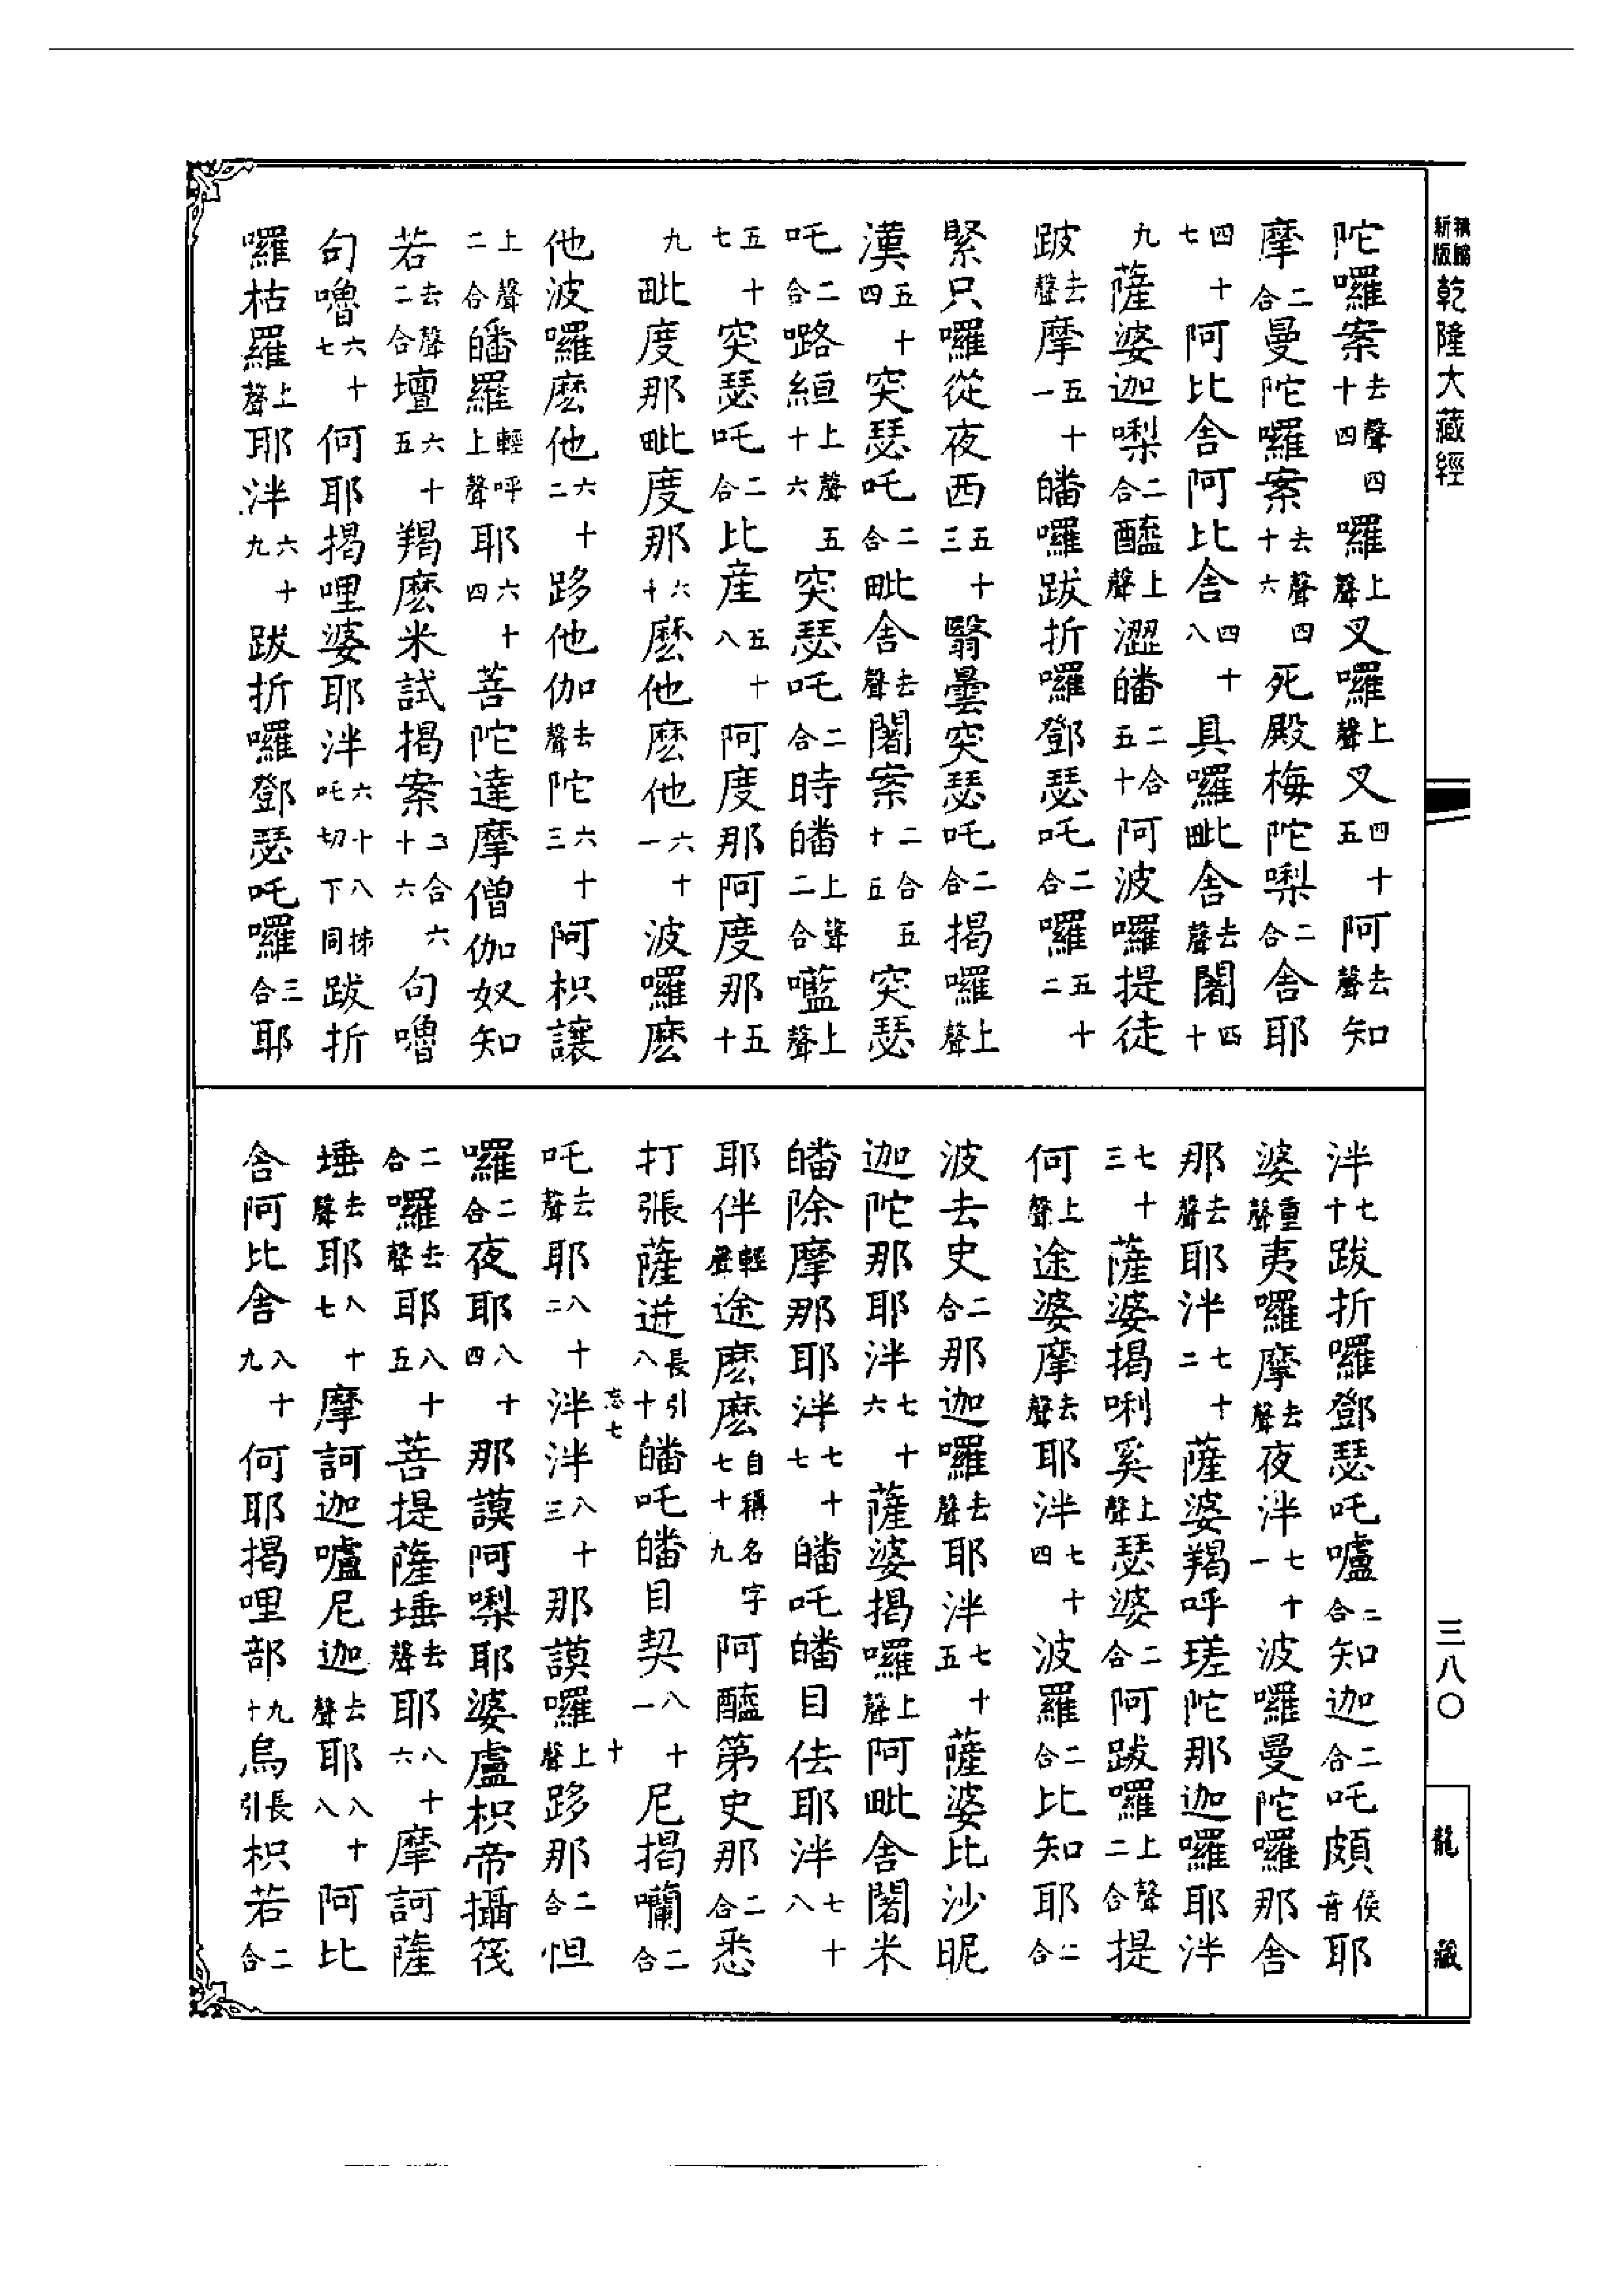 新版
乾隆大藏經
三八〇
龍藏
陀囉案去聲四十四囉上聲叉囉上聲叉四十五阿去聲知
摩二合曼陀囉案去聲四十六死殿梅陀㗚二合舍耶
四十七阿比舍阿比舍四十八具羅毗舍去聲闍四十
九薩婆迦㗚二合醯上聲澀皤二合五十阿波囉提徒
跛去聲摩五十一皤囉跋折囉鄧瑟吒二合囉五十二
緊只囉從夜西五十三翳曇突瑟吒二合揭囉上聲
漢五十四突瑟吒二合毗舍去聲闍案二合五十五突瑟
吒二合路絙上聲五十六突瑟吒二合時皤上聲二合㘕上聲
五十七突瑟吒二合比産五十八阿度那阿度那五十
九毗度那毗度那六十麽他麽他六十一波囉麽
他波囉麽他六十二跢他伽去聲陀六十三阿枳讓
上聲二合皤羅輕呼上聲耶六十四菩陀達摩僧伽奴知
若去聲二合壇六十五羯麽米試揭案二合六十六句嚕
句嚕六十七何耶揭哩婆耶泮六十八吒切下同跋折
囉枯羅上聲耶泮六十九跋折囉鄧瑟吒囉三合耶
泮七十跋折囉鄧瑟吒嚧二合知迦二合吒頗侯音耶
婆重聲夷囉摩去聲夜泮七十一波囉曼陀囉那舍
那去聲耶泮七十二薩婆羯呼瑳陀那迦囉耶泮
七十三薩婆揭唎奚上聲瑟婆二合阿跋囉上聲二合提
何上聲途婆摩去聲耶泮七十四波羅二合比知耶二合
波去史二合那迦囉去聲耶泮七十五薩婆比沙昵
迦陀那耶泮七十六薩婆揭囉上聲阿毗舍闍米
皤除摩那耶泮七十七皤吒皤目佉耶泮七十八
耶伴輕聲途麽麽自稱名字七十九阿醯第史那二合悉
打張薩迸長引八十皤吒皤目契八十一尼揭囒二合
吒去聲耶八十二泮泮八十三那謨囉上聲跢那二合怛
囉二合夜耶八十四那謨阿㗚耶婆盧枳帝攝筏
二合囉去聲耶八十五菩提薩埵去聲耶八十六摩訶薩
埵去聲耶八十七摩訶迦嚧尼迦去聲耶八十八阿比
舍阿比舍八十九何耶揭哩部九十烏長引枳若二合